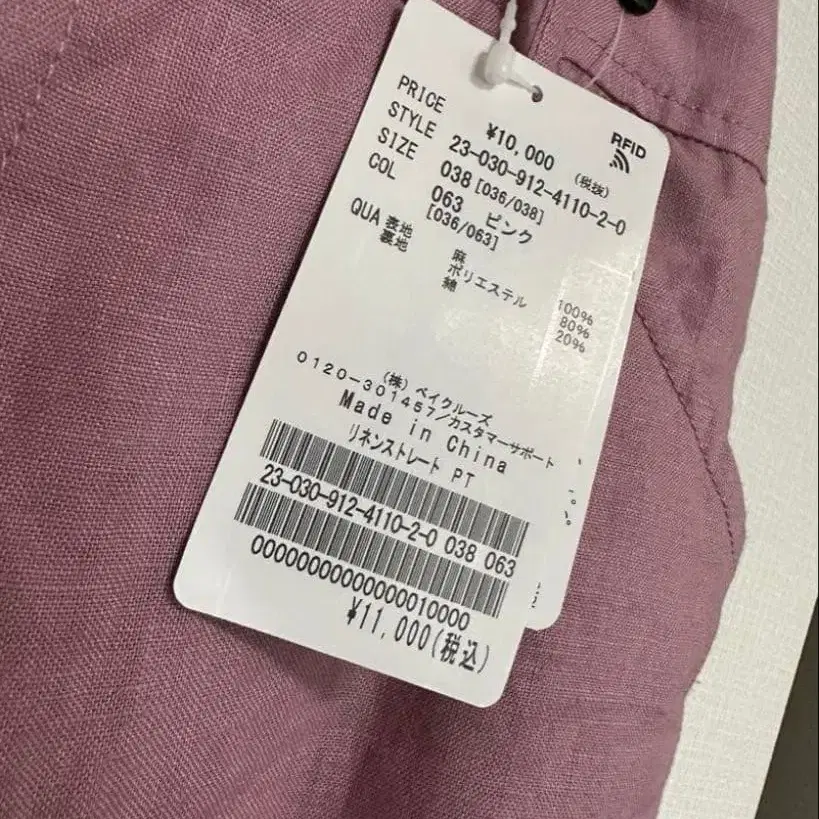 RFID
PRICE ¥10,000 (税抜)
STYLE 23-030-912-4110-2-0
SIZE 038 [036/038]
COL 063 ピンク
[036/063]
QUA 表地 麻 100%
裏地 ポリエステル 80%
綿 20%
(株) ベイクルーズ
0120-301457/カスタマーサポート
Made in China
リネンストレート PT
23-030-912-4110-2-0 038 063
00000000000000010000
¥11,000(税込)